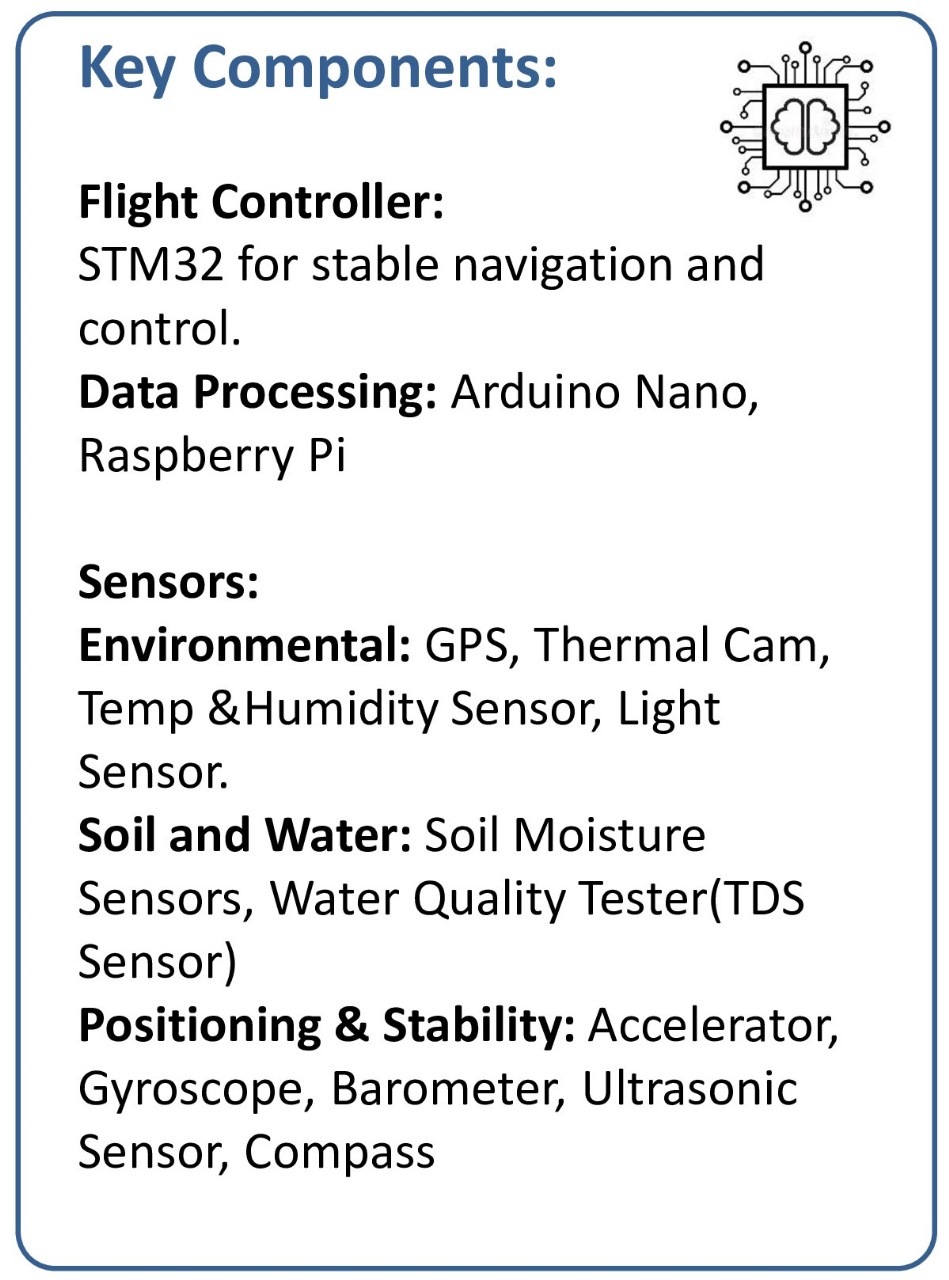 Key Components:
Flight Controller:
STM32 for stable navigation and
control.
Data Processing: Arduino Nano,
Raspberry Pi
Sensors:
Environmental: GPS, Thermal Cam,
Temp &Humidity Sensor, Light
Sensor.
Soil and Water: Soil Moisture
Sensors, Water Quality Tester(TDS
Sensor)
Positioning & Stability: Accelerator,
Gyroscope, Barometer, Ultrasonic
Sensor, Compass